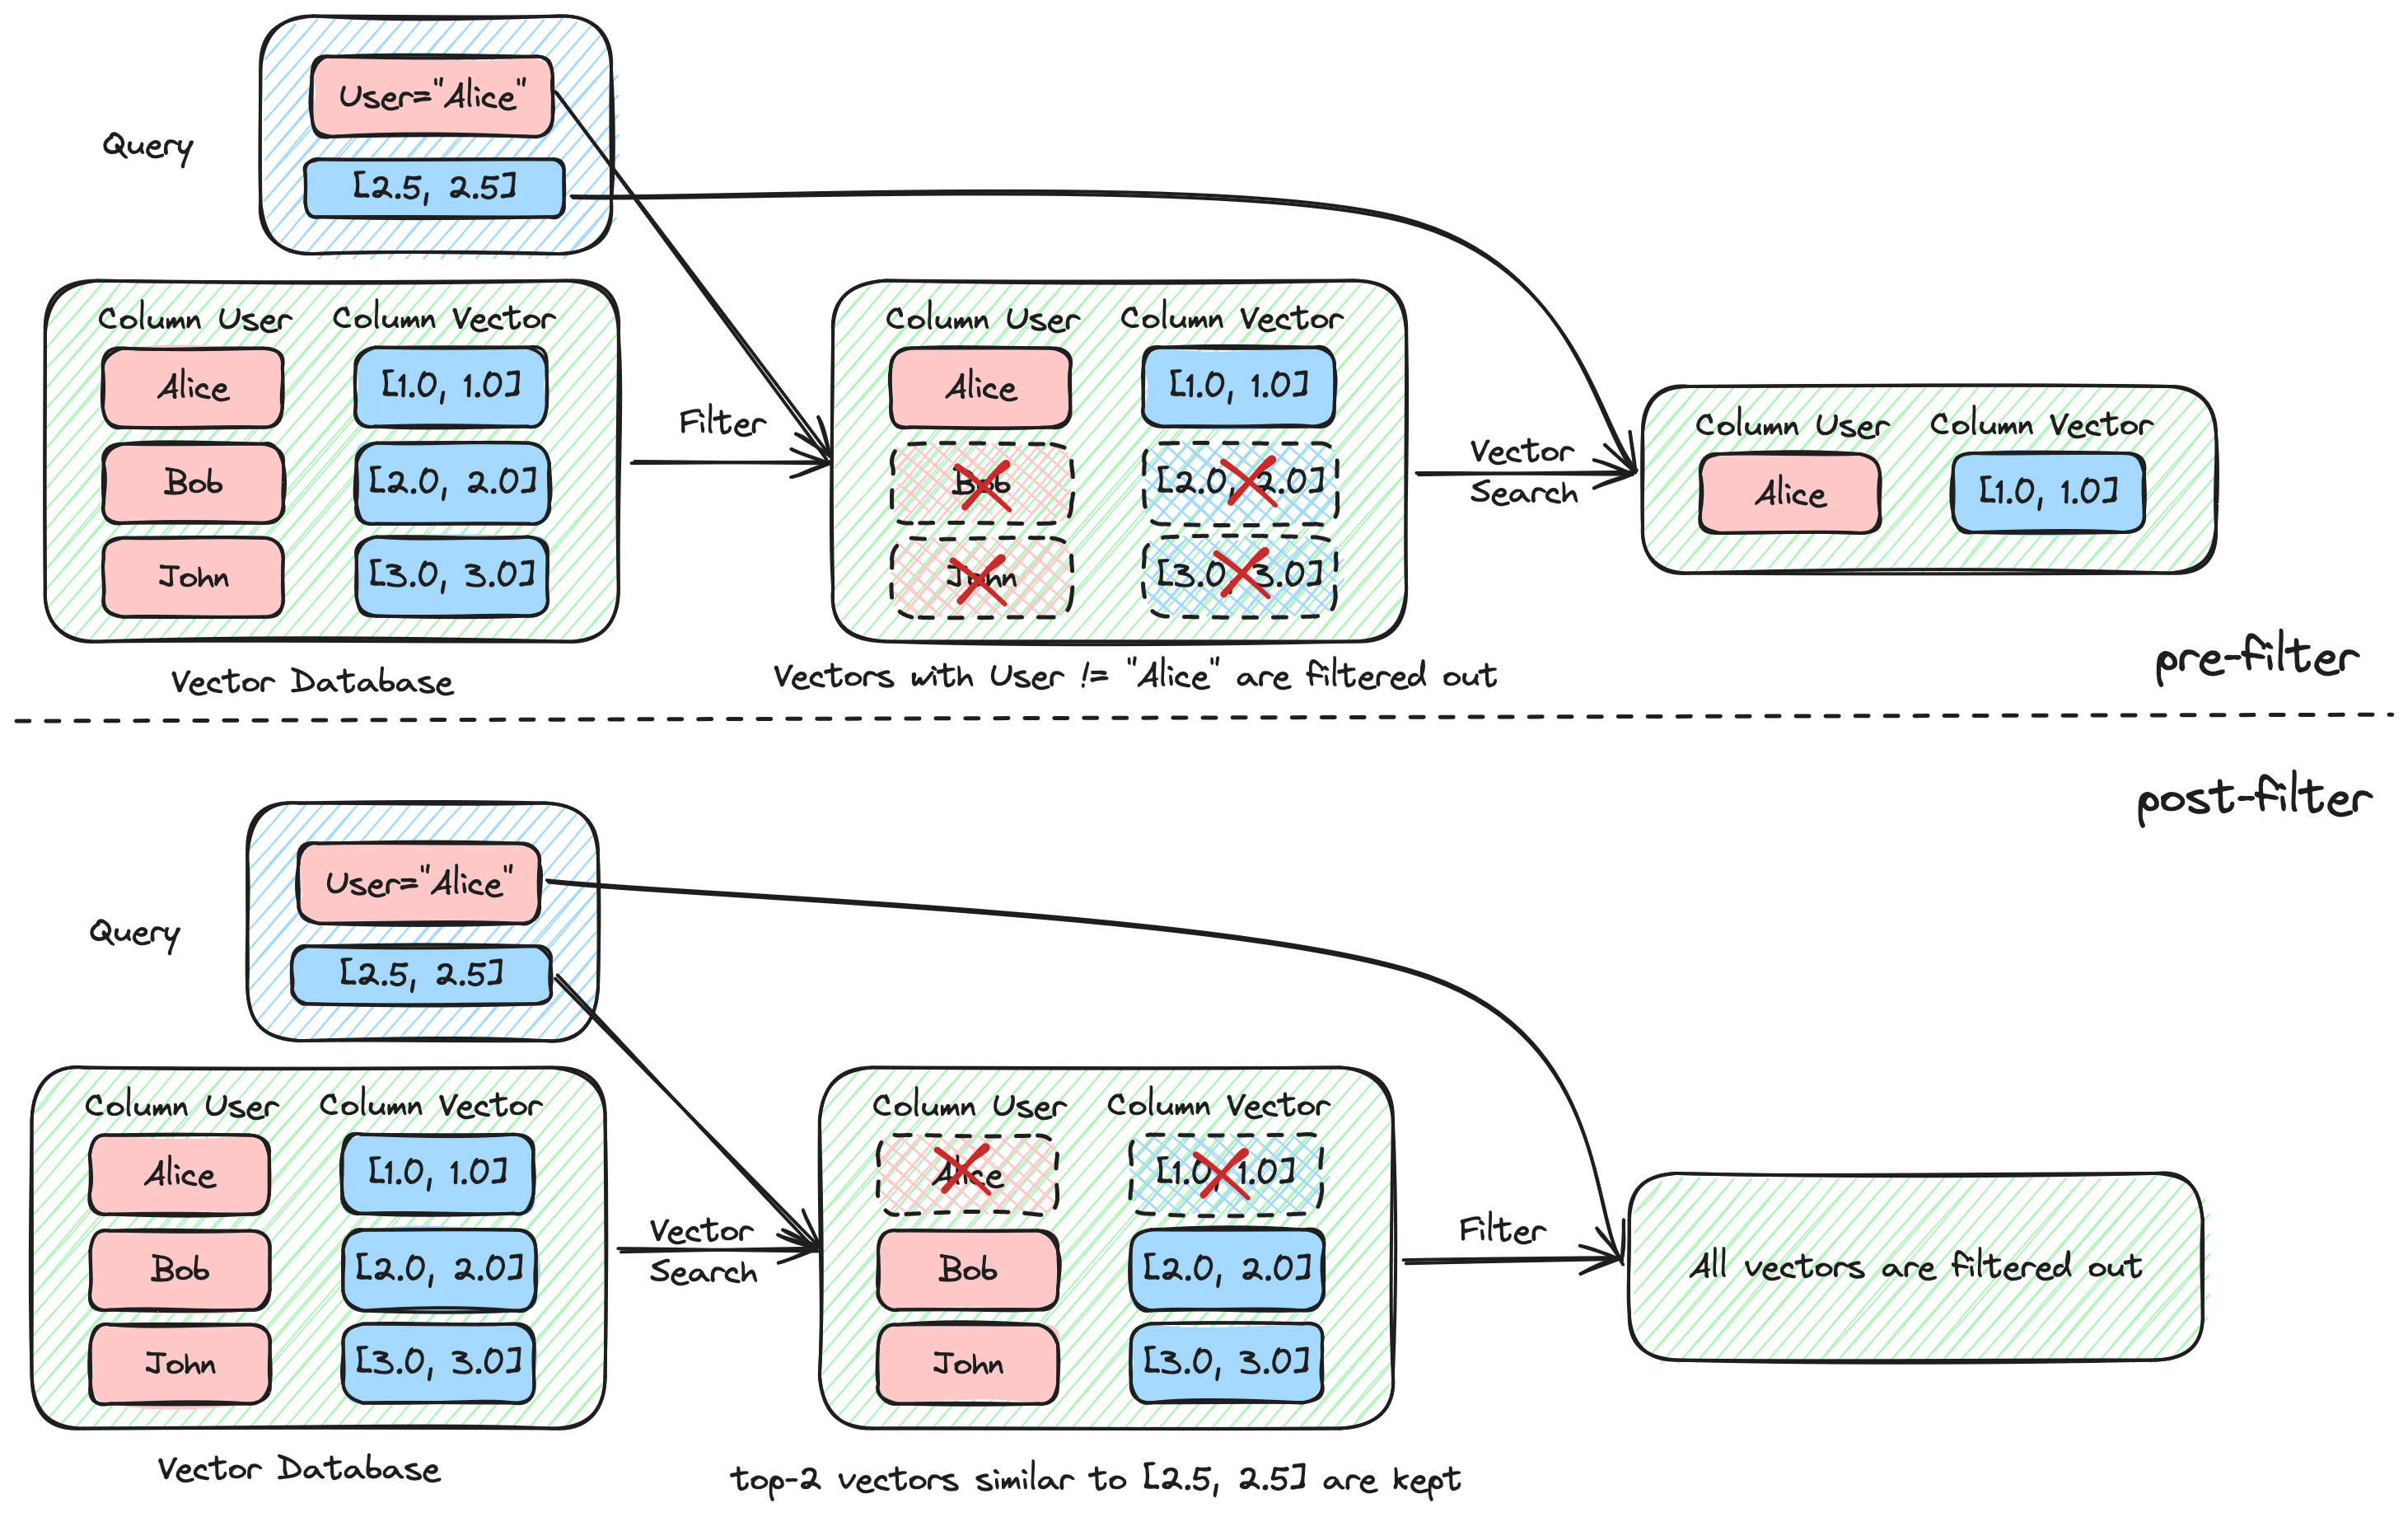 User="Alice"
Query
[2.5, 2.5]
Column User Column Vector
Alice [1.0, 1.0]
Bob [2.0, 2.0]
John [3.0, 3.0]
Vector Database
Filter
Column User Column Vector
Alice [1.0, 1.0]
Bob [2.0, 2.0]
John [3.0, 3.0]
Vectors with User != "Alice" are filtered out
Vector
Search
Column User Column Vector
Alice [1.0, 1.0]
pre-filter
post-filter
User="Alice"
Query
[2.5, 2.5]
Column User Column Vector
Alice [1.0, 1.0]
Bob [2.0, 2.0]
John [3.0, 3.0]
Vector Database
Vector
Search
Column User Column Vector
Alice [1.0, 1.0]
Bob [2.0, 2.0]
John [3.0, 3.0]
top-2 vectors similar to [2.5, 2.5] are kept
Filter
All vectors are filtered out